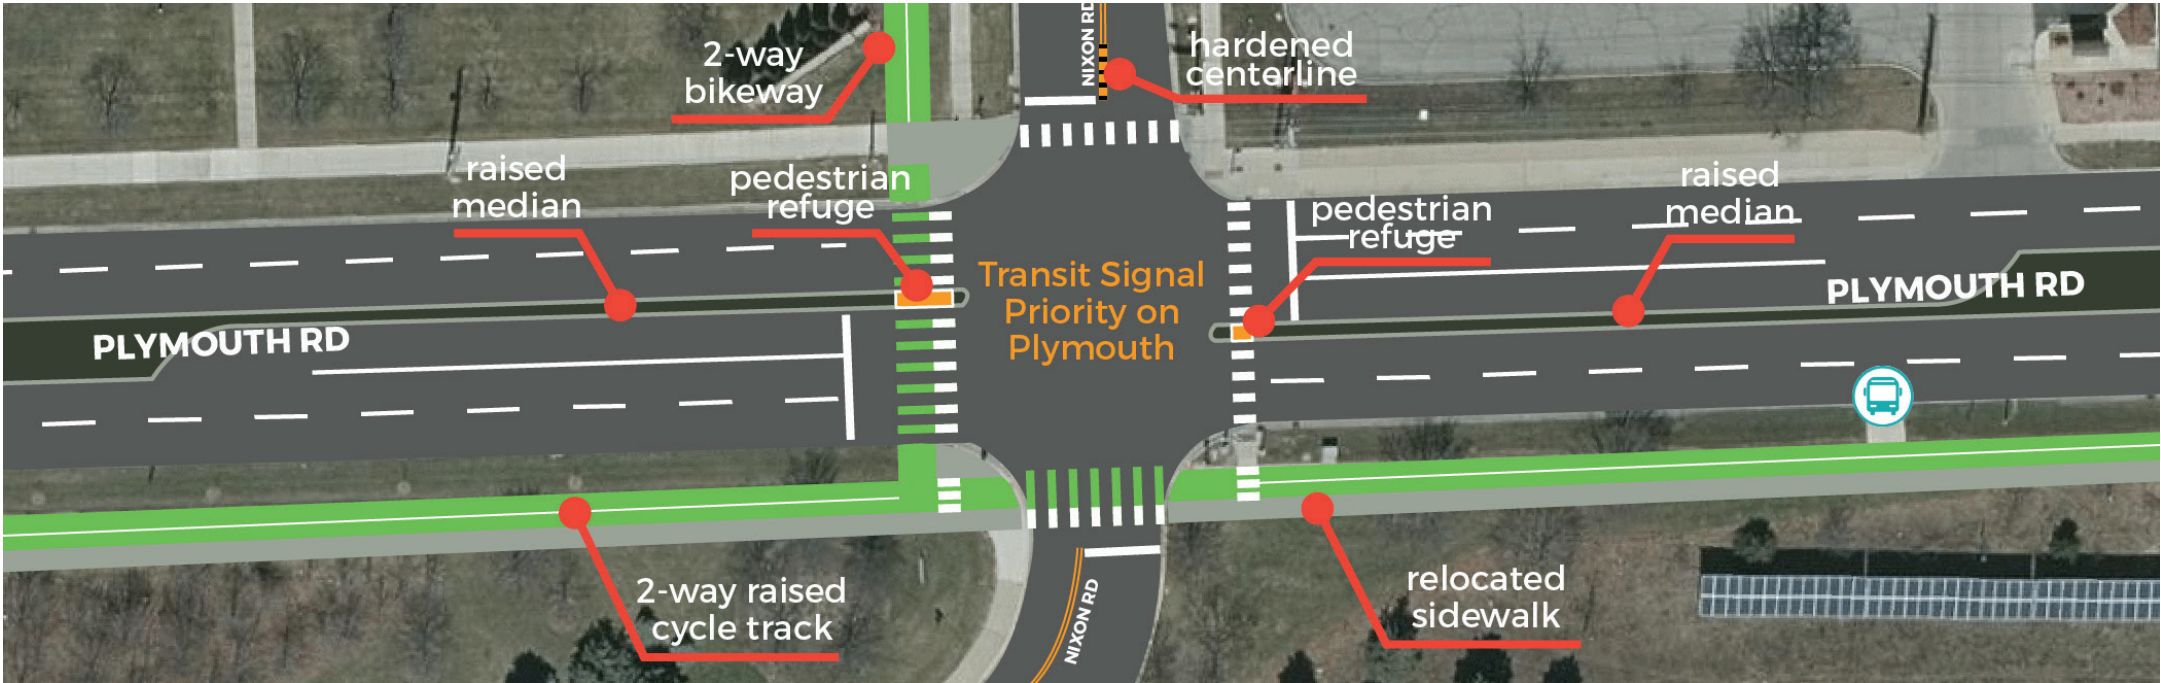 2-way
bikeway
NIXON RD
hardened
centerline
raised
median
pedestrian
refuge
pedestrian
refuge
raised
median
Transit Signal
Priority on
Plymouth
PLYMOUTH RD
PLYMOUTH RD
2-way raised
cycle track
NIXON RD
relocated
sidewalk